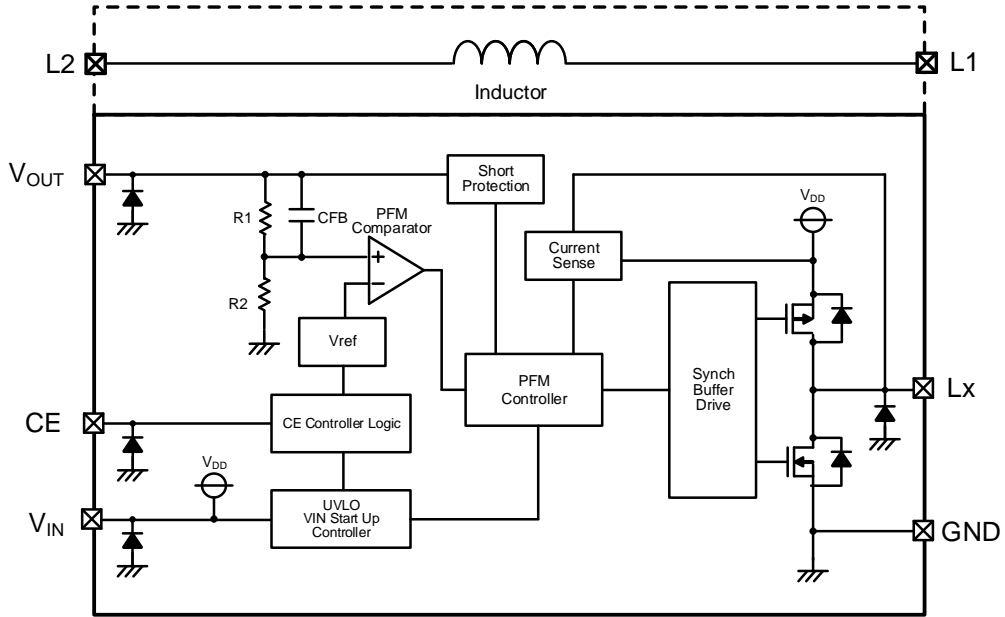 L2
L1
Inductor
VOUT
Short
Protection
VDD
R1
CFB
PFM
Comparator
+
−
Current
Sense
R2
Vref
PFM
Controller
Synch
Buffer
Drive
Lx
CE
CE Controller Logic
VDD
VIN
UVLO
VIN Start Up
Controller
GND